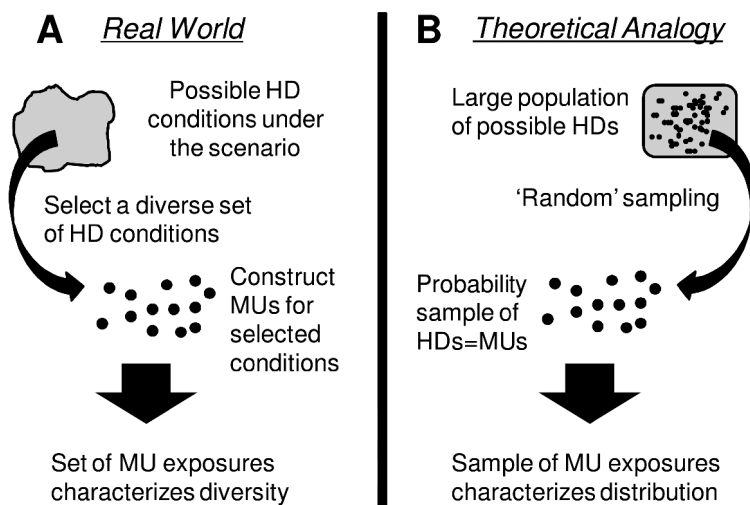 A Real World
Possible HD
conditions under
the scenario
Select a diverse set
of HD conditions
Construct
MUs for
selected
conditions
Set of MU exposures
characterizes diversity
B Theoretical Analogy
Large population
of possible HDs
‘Random’ sampling
Probability
sample of
HDs=MUs
Sample of MU exposures
characterizes distribution